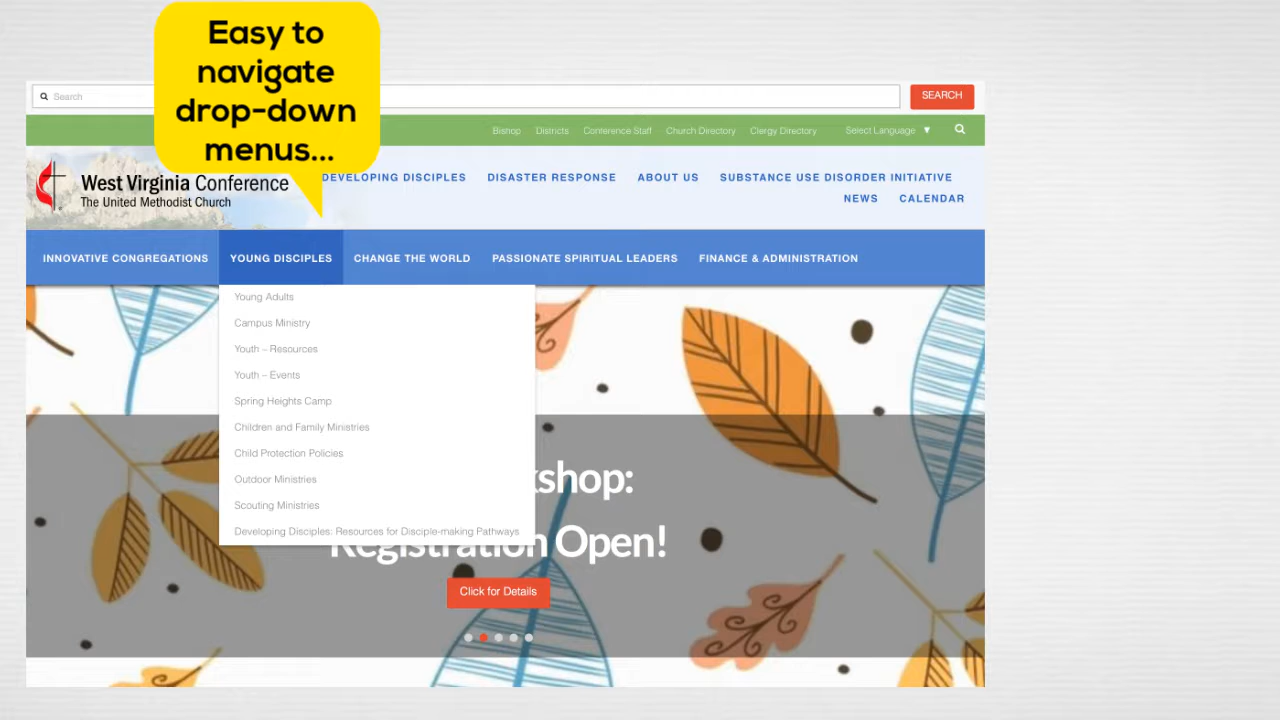 Easy to
navigate
drop-down
menus...
Search
SEARCH
Bishop Districts Conference Staff Church Directory Clergy Directory Select Language ▼
West Virginia Conference
The United Methodist Church
DEVELOPING DISCIPLES DISASTER RESPONSE ABOUT US SUBSTANCE USE DISORDER INITIATIVE
NEWS CALENDAR
INNOVATIVE CONGREGATIONS YOUNG DISCIPLES CHANGE THE WORLD PASSIONATE SPIRITUAL LEADERS FINANCE & ADMINISTRATION
Young Adults
Campus Ministry
Youth – Resources
Youth – Events
Spring Heights Camp
Children and Family Ministries
Child Protection Policies
Outdoor Ministries
Scouting Ministries
Developing Disciples: Resources for Disciple-making Pathways
shop:
Registration Open!
Click for Details